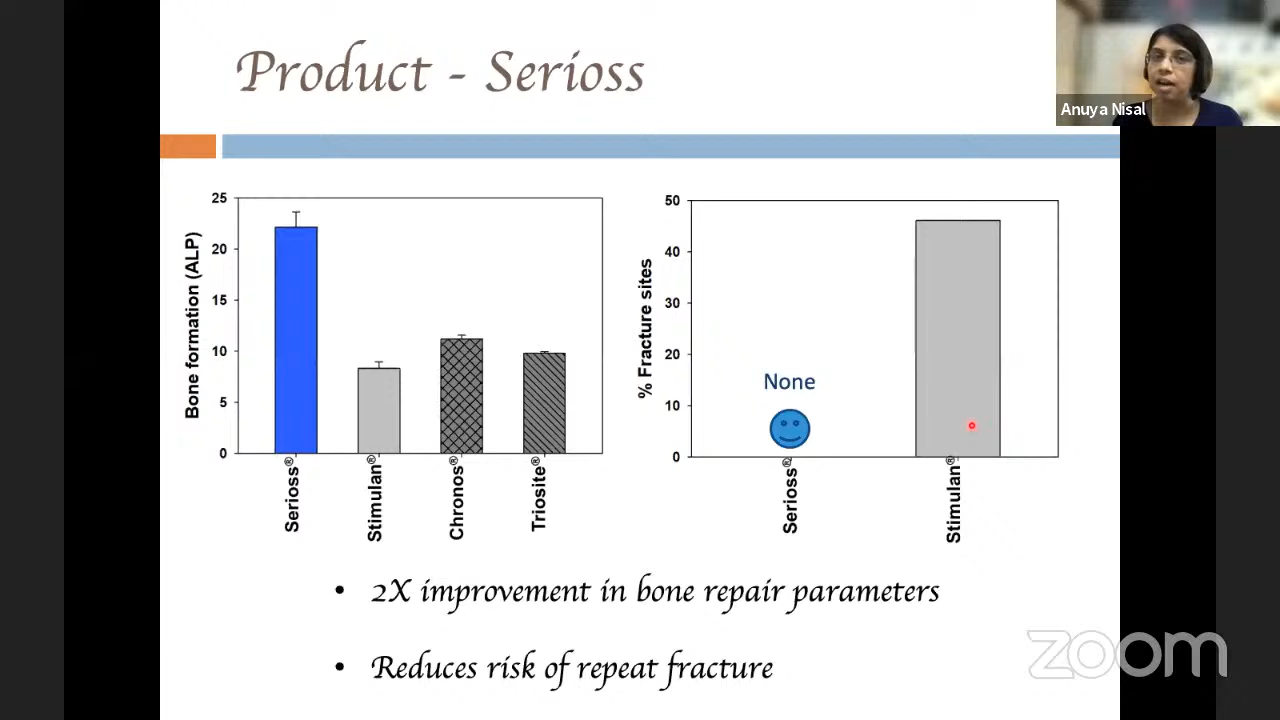 Product - Serioss
Anuya Nisal
25
20
15
10
5
0
Bone formation (ALP)
Serioss®
Stimulan®
Chronos®
Triosite®
50
40
30
20
10
0
% Fracture sites
None
Serioss®
Stimulan®
• 2X improvement in bone repair parameters
• Reduces risk of repeat fracture
zoom